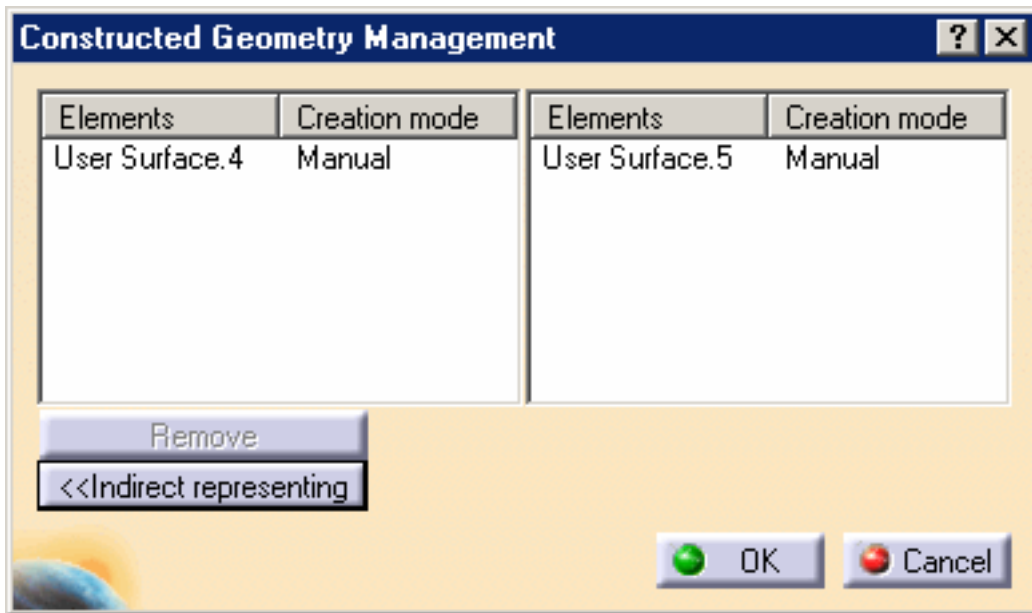 Constructed Geometry Management ? X
Elements Creation mode Elements Creation mode
User Surface.4 Manual User Surface.5 Manual
Remove
<<Indirect representing
OK Cancel